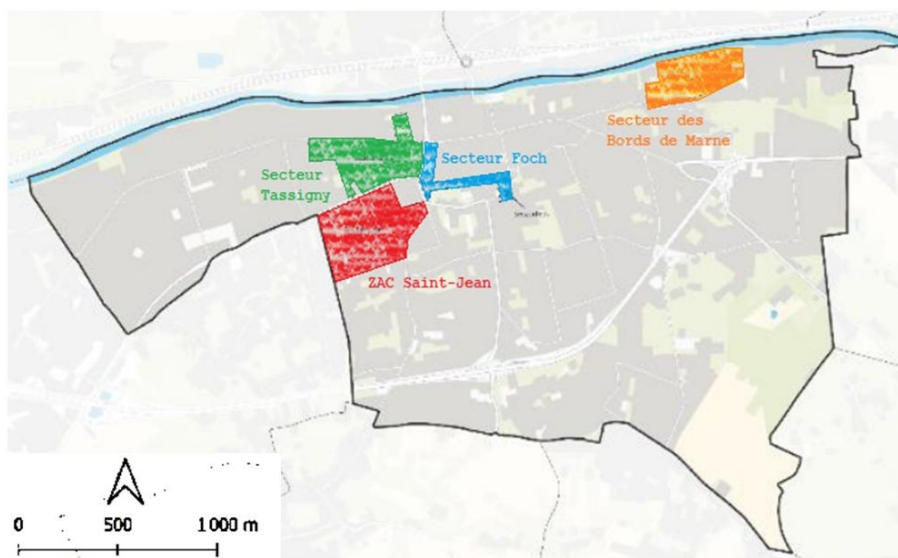 Secteur des
Bords de Marne
Secteur Foch
Secteur
Tassigny
ZAC Saint-Jean
0 500 1000 m